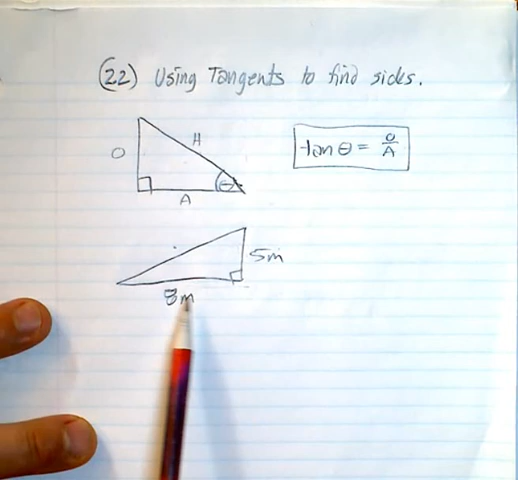 (22) Using Tangents to find sides.
O
H
tan θ = O/A
θ
A
5m
8m